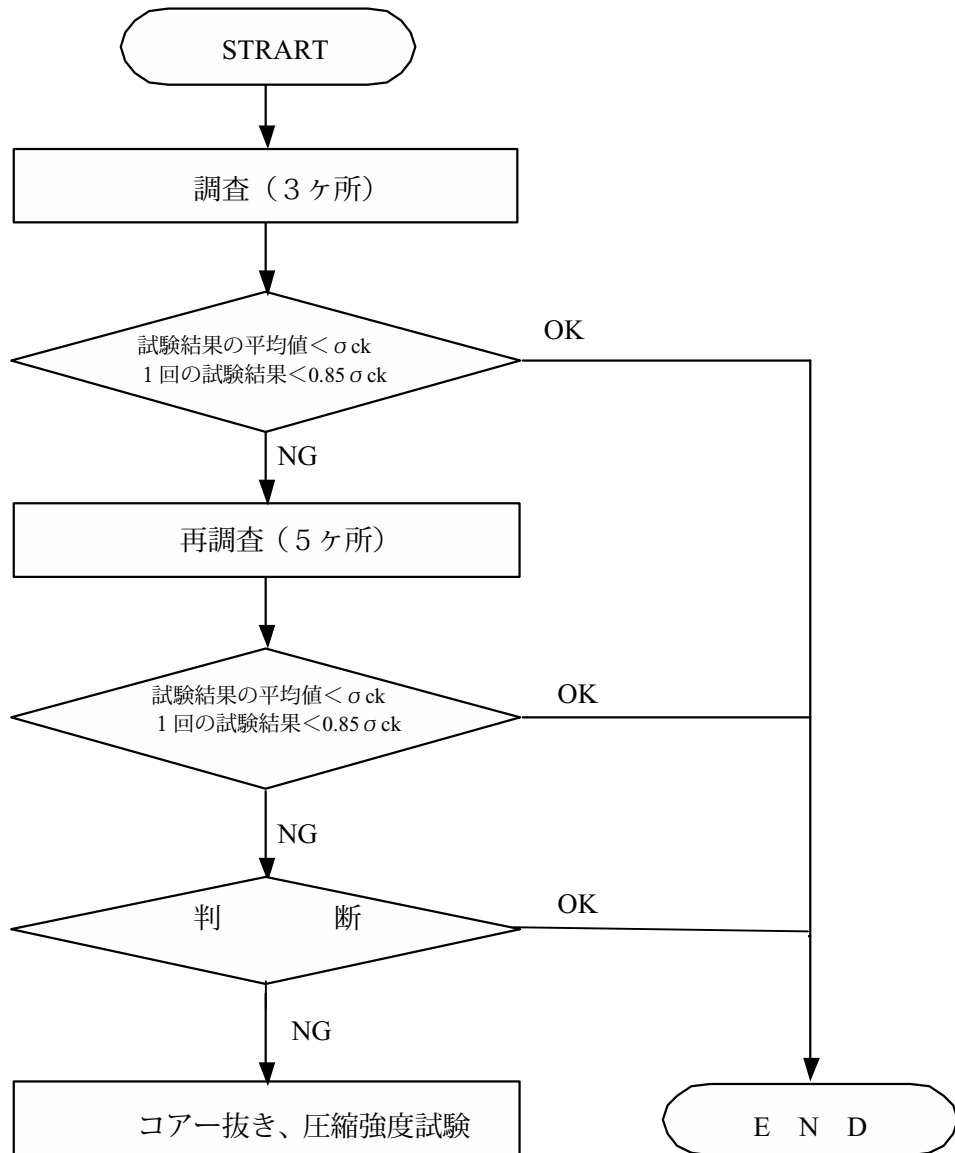 STRART
調査(3ヶ所)
試験結果の平均値<σck
1回の試験結果<0.85σck
OK
NG
再調査(5ヶ所)
試験結果の平均値<σck
1回の試験結果<0.85σck
OK
NG
判　　断
OK
NG
コアー抜き、圧縮強度試験
E N D